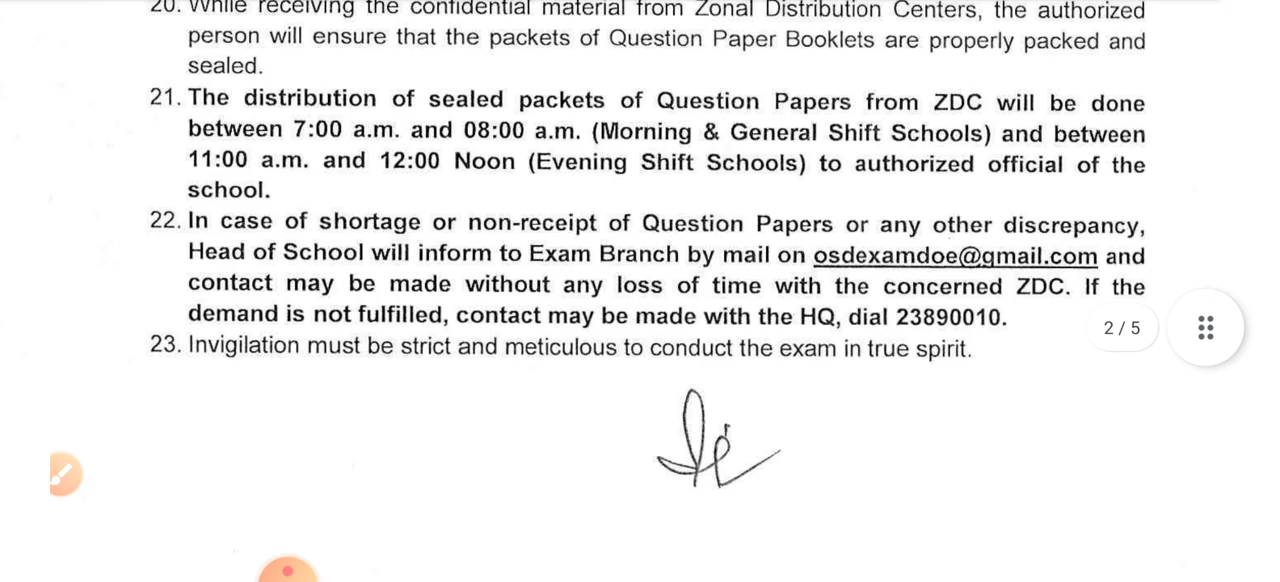 20. While receiving the confidential material from Zonal Distribution Centers, the authorized
person will ensure that the packets of Question Paper Booklets are properly packed and
sealed.
21. The distribution of sealed packets of Question Papers from ZDC will be done
between 7:00 a.m. and 08:00 a.m. (Morning & General Shift Schools) and between
11:00 a.m. and 12:00 Noon (Evening Shift Schools) to authorized official of the
school.
22. In case of shortage or non-receipt of Question Papers or any other discrepancy,
Head of School will inform to Exam Branch by mail on osdexamdoe@gmail.com and
contact may be made without any loss of time with the concerned ZDC. If the
demand is not fulfilled, contact may be made with the HQ, dial 23890010.
2 / 5
23. Invigilation must be strict and meticulous to conduct the exam in true spirit.